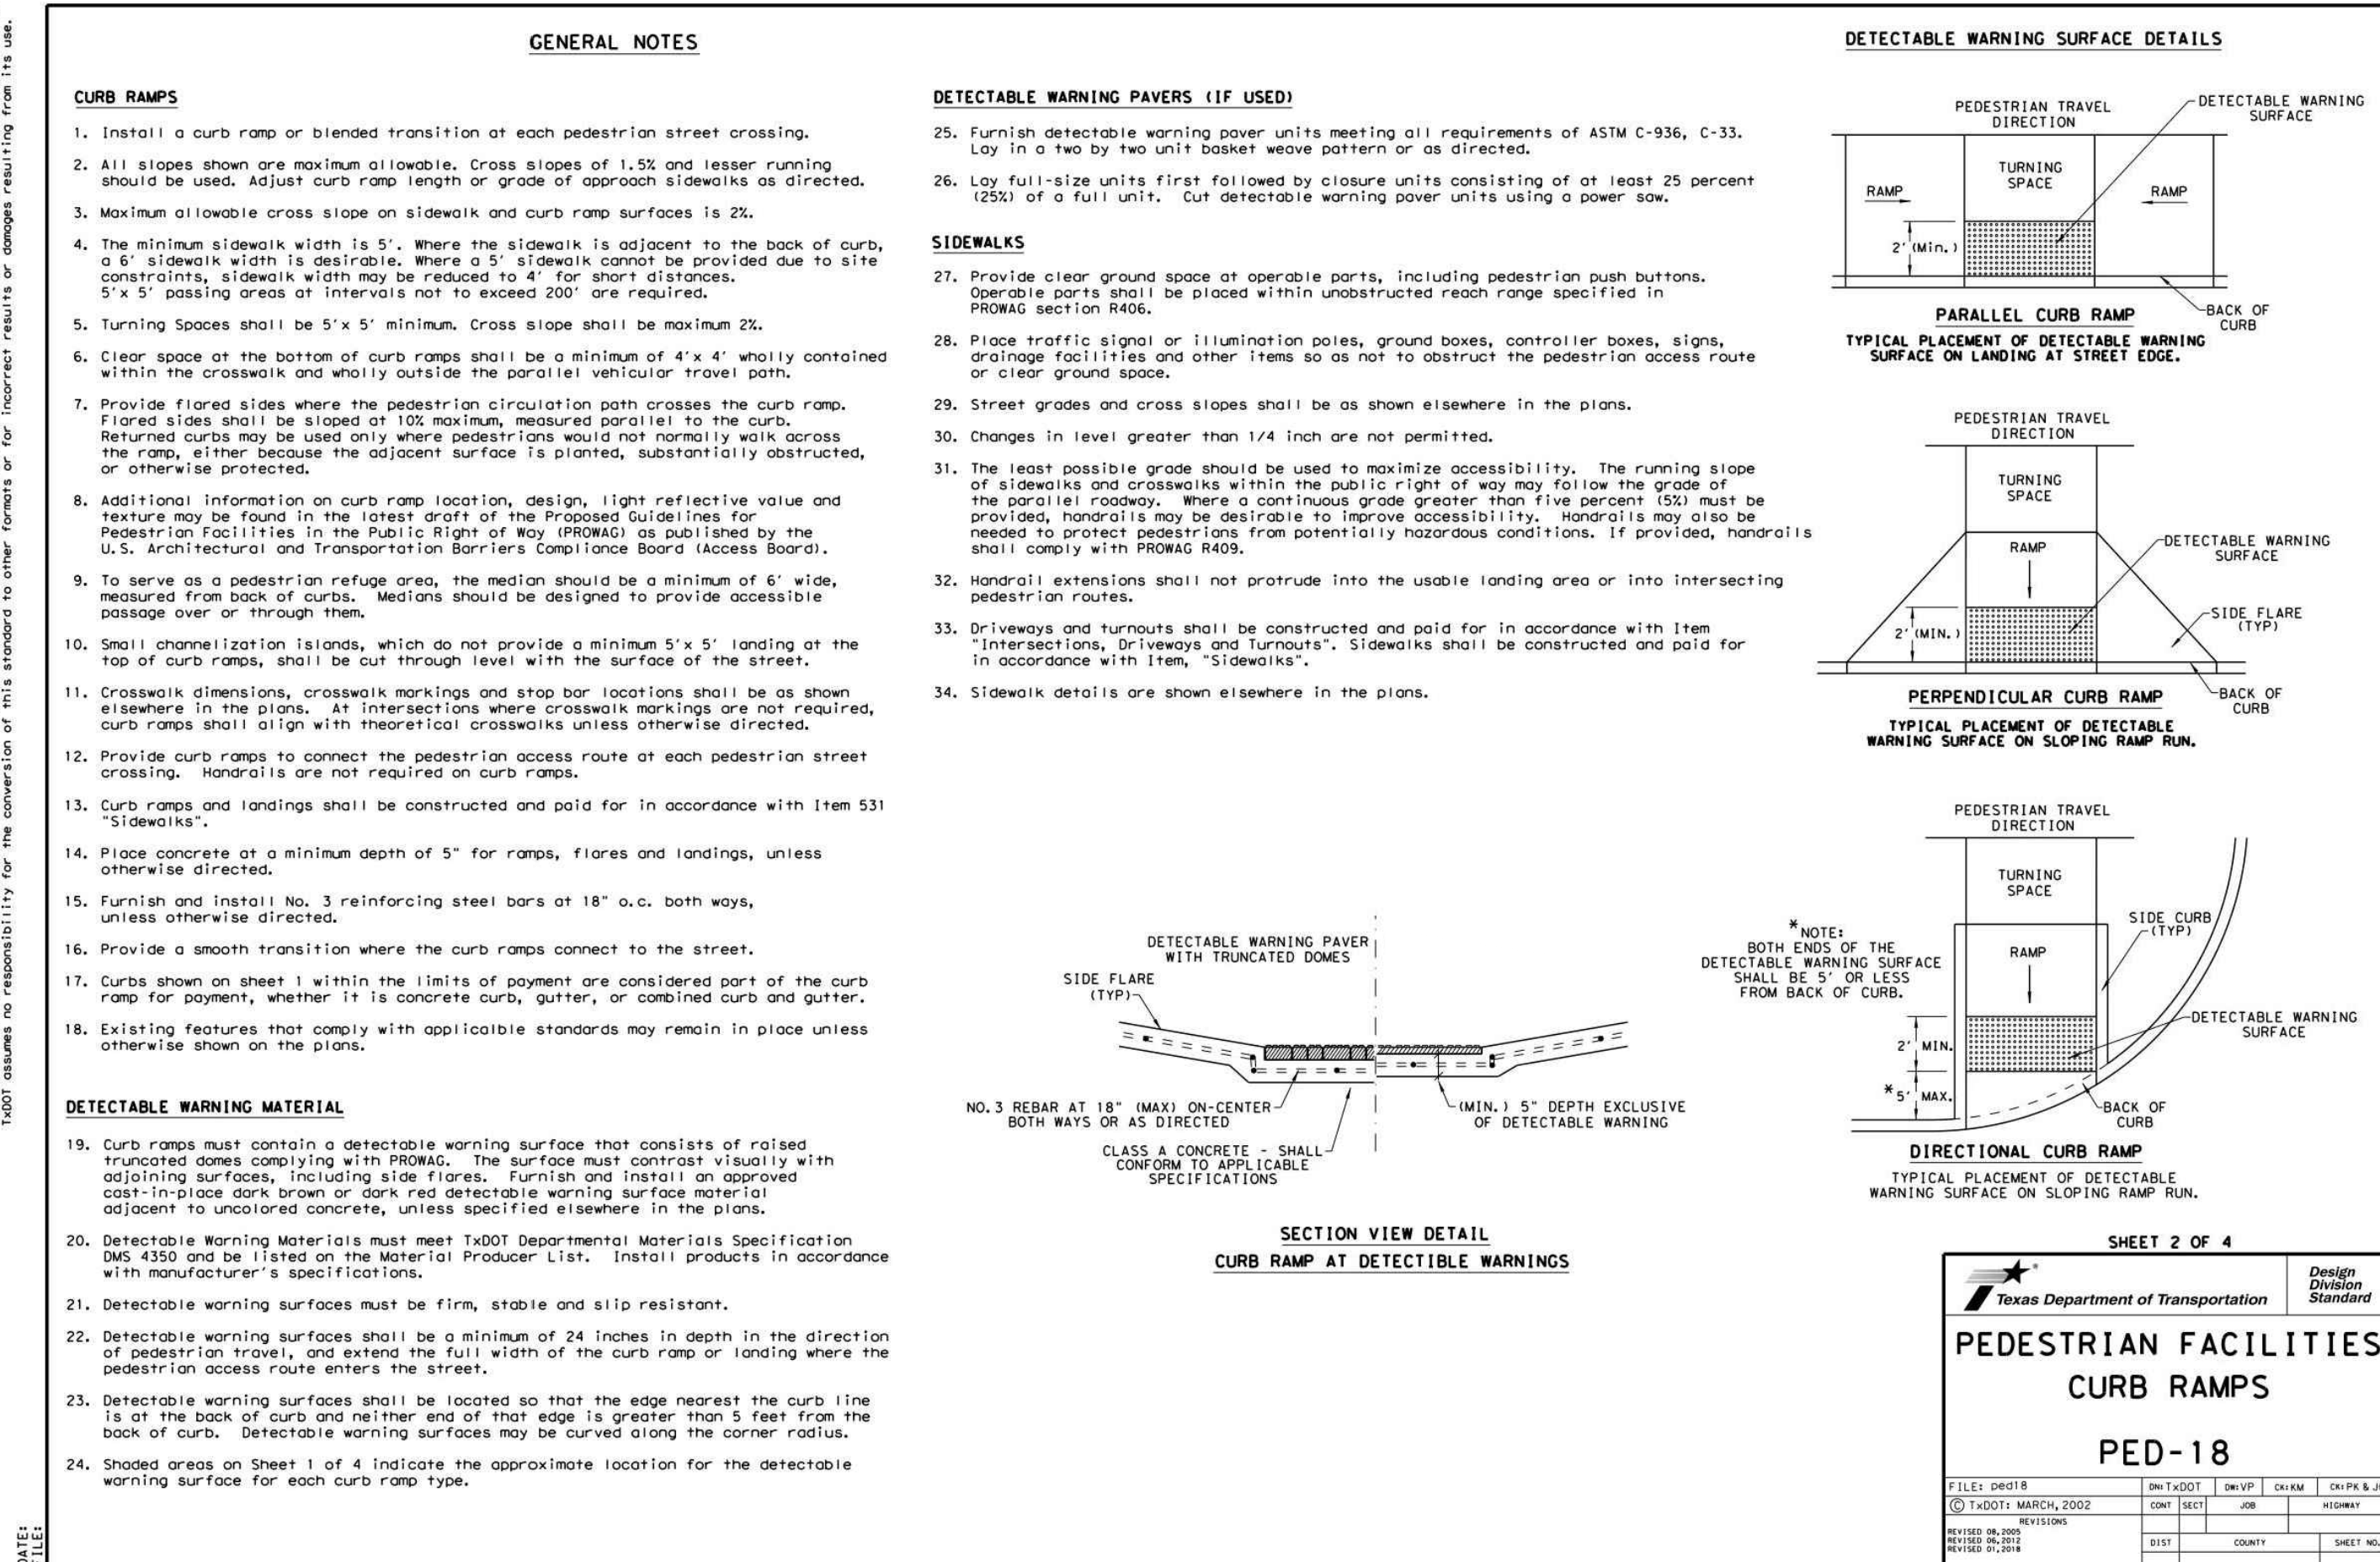 GENERAL NOTES
CURB RAMPS
1. Install a curb ramp or blended transition at each pedestrian street crossing.
2. All slopes shown are maximum allowable. Cross slopes of 1.5% and lesser running
should be used. Adjust curb ramp length or grade of approach sidewalks as directed.
3. Maximum allowable cross slope on sidewalk and curb ramp surfaces is 2%.
4. The minimum sidewalk width is 5'. Where the sidewalk is adjacent to the back of curb,
a 6' sidewalk width is desirable. Where a 5' sidewalk cannot be provided due to site
constraints, sidewalk width may be reduced to 4' for short distances.
5'x 5' passing areas at intervals not to exceed 200' are required.
5. Turning Spaces shall be 5'x 5' minimum. Cross slope shall be maximum 2%.
6. Clear space at the bottom of curb ramps shall be a minimum of 4'x 4' wholly contained
within the crosswalk and wholly outside the parallel vehicular travel path.
7. Provide flared sides where the pedestrian circulation path crosses the curb ramp.
Flared sides shall be sloped at 10% maximum, measured parallel to the curb.
Returned curbs may be used only where pedestrians would not normally walk across
the ramp, either because the adjacent surface is planted, substantially obstructed,
or otherwise protected.
8. Additional information on curb ramp location, design, light reflective value and
texture may be found in the latest draft of the Proposed Guidelines for
Pedestrian Facilities in the Public Right of Way (PROWAG) as published by the
U.S. Architectural and Transportation Barriers Compliance Board (Access Board).
9. To serve as a pedestrian refuge area, the median should be a minimum of 6' wide,
measured from back of curbs. Medians should be designed to provide accessible
passage over or through them.
10. Small channelization islands, which do not provide a minimum 5'x 5' landing at the
top of curb ramps, shall be cut through level with the surface of the street.
11. Crosswalk dimensions, crosswalk markings and stop bar locations shall be as shown
elsewhere in the plans. At intersections where crosswalk markings are not required,
curb ramps shall align with theoretical crosswalks unless otherwise directed.
12. Provide curb ramps to connect the pedestrian access route at each pedestrian street
crossing. Handrails are not required on curb ramps.
13. Curb ramps and landings shall be constructed and paid for in accordance with Item 531
"Sidewalks".
14. Place concrete at a minimum depth of 5" for ramps, flares and landings, unless
otherwise directed.
15. Furnish and install No. 3 reinforcing steel bars at 18" o.c. both ways,
unless otherwise directed.
16. Provide a smooth transition where the curb ramps connect to the street.
17. Curbs shown on sheet 1 within the limits of payment are considered part of the curb
ramp for payment, whether it is concrete curb, gutter, or combined curb and gutter.
18. Existing features that comply with applicalble standards may remain in place unless
otherwise shown on the plans.
DETECTABLE WARNING MATERIAL
19. Curb ramps must contain a detectable warning surface that consists of raised
truncated domes complying with PROWAG. The surface must contrast visually with
adjoining surfaces, including side flares. Furnish and install an approved
cast-in-place dark brown or dark red detectable warning surface material
adjacent to uncolored concrete, unless specified elsewhere in the plans.
20. Detectable Warning Materials must meet TxDOT Departmental Materials Specification
DMS 4350 and be listed on the Material Producer List. Install products in accordance
with manufacturer's specifications.
21. Detectable warning surfaces must be firm, stable and slip resistant.
22. Detectable warning surfaces shall be a minimum of 24 inches in depth in the direction
of pedestrian travel, and extend the full width of the curb ramp or landing where the
pedestrian access route enters the street.
23. Detectable warning surfaces shall be located so that the edge nearest the curb line
is at the back of curb and neither end of that edge is greater than 5 feet from the
back of curb. Detectable warning surfaces may be curved along the corner radius.
24. Shaded areas on Sheet 1 of 4 indicate the approximate location for the detectable
warning surface for each curb ramp type.
DETECTABLE WARNING PAVERS (IF USED)
25. Furnish detectable warning paver units meeting all requirements of ASTM C-936, C-33.
Lay in a two by two unit basket weave pattern or as directed.
26. Lay full-size units first followed by closure units consisting of at least 25 percent
(25%) of a full unit. Cut detectable warning paver units using a power saw.
SIDEWALKS
27. Provide clear ground space at operable parts, including pedestrian push buttons.
Operable parts shall be placed within unobstructed reach range specified in
PROWAG section R406.
28. Place traffic signal or illumination poles, ground boxes, controller boxes, signs,
drainage facilities and other items so as not to obstruct the pedestrian access route
or clear ground space.
29. Street grades and cross slopes shall be as shown elsewhere in the plans.
30. Changes in level greater than 1/4 inch are not permitted.
31. The least possible grade should be used to maximize accessibility. The running slope
of sidewalks and crosswalks within the public right of way may follow the grade of
the parallel roadway. Where a continuous grade greater than five percent (5%) must be
provided, handrails may be desirable to improve accessibility. Handrails may also be
needed to protect pedestrians from potentially hazardous conditions. If provided, handrails
shall comply with PROWAG R409.
32. Handrail extensions shall not protrude into the usable landing area or into intersecting
pedestrian routes.
33. Driveways and turnouts shall be constructed and paid for in accordance with Item
"Intersections, Driveways and Turnouts". Sidewalks shall be constructed and paid for
in accordance with Item, "Sidewalks".
34. Sidewalk details are shown elsewhere in the plans.
DETECTABLE WARNING PAVER
WITH TRUNCATED DOMES
SIDE FLARE
(TYP)
NO.3 REBAR AT 18" (MAX) ON-CENTER
BOTH WAYS OR AS DIRECTED
(MIN.) 5" DEPTH EXCLUSIVE
OF DETECTABLE WARNING
CLASS A CONCRETE - SHALL
CONFORM TO APPLICABLE
SPECIFICATIONS
SECTION VIEW DETAIL
CURB RAMP AT DETECTIBLE WARNINGS
DETECTABLE WARNING SURFACE DETAILS
PEDESTRIAN TRAVEL
DIRECTION
DETECTABLE WARNING
SURFACE
TURNING
SPACE
RAMP
RAMP
2' (Min.)
BACK OF
CURB
PARALLEL CURB RAMP
TYPICAL PLACEMENT OF DETECTABLE WARNING
SURFACE ON LANDING AT STREET EDGE.
PEDESTRIAN TRAVEL
DIRECTION
TURNING
SPACE
RAMP
DETECTABLE WARNING
SURFACE
SIDE FLARE
(TYP)
2' (MIN.)
BACK OF
CURB
PERPENDICULAR CURB RAMP
TYPICAL PLACEMENT OF DETECTABLE
WARNING SURFACE ON SLOPING RAMP RUN.
PEDESTRIAN TRAVEL
DIRECTION
TURNING
SPACE
SIDE CURB
(TYP)
*NOTE:
BOTH ENDS OF THE
DETECTABLE WARNING SURFACE
SHALL BE 5' OR LESS
FROM BACK OF CURB.
RAMP
DETECTABLE WARNING
SURFACE
2' MIN.
*5' MAX.
BACK OF
CURB
DIRECTIONAL CURB RAMP
TYPICAL PLACEMENT OF DETECTABLE
WARNING SURFACE ON SLOPING RAMP RUN.
SHEET 2 OF 4
®
Texas Department of Transportation
Design
Division
Standard
PEDESTRIAN FACILITIES
CURB RAMPS
PED-18
FILE: ped18
DN: TxDOT
DW: VP
CK: KM
CK: PK &
© TxDOT: MARCH, 2002
CONT
SECT
JOB
HIGHWAY
REVISIONS
REVISED 08,2005
REVISED 06,2012
REVISED 01,2018
DIST
COUNTY
SHEET NO.
TxDOT assumes no responsibility for the conversion of this standard to other formats or for incorrect results or damages resulting from its use.
DATE:
FILE: